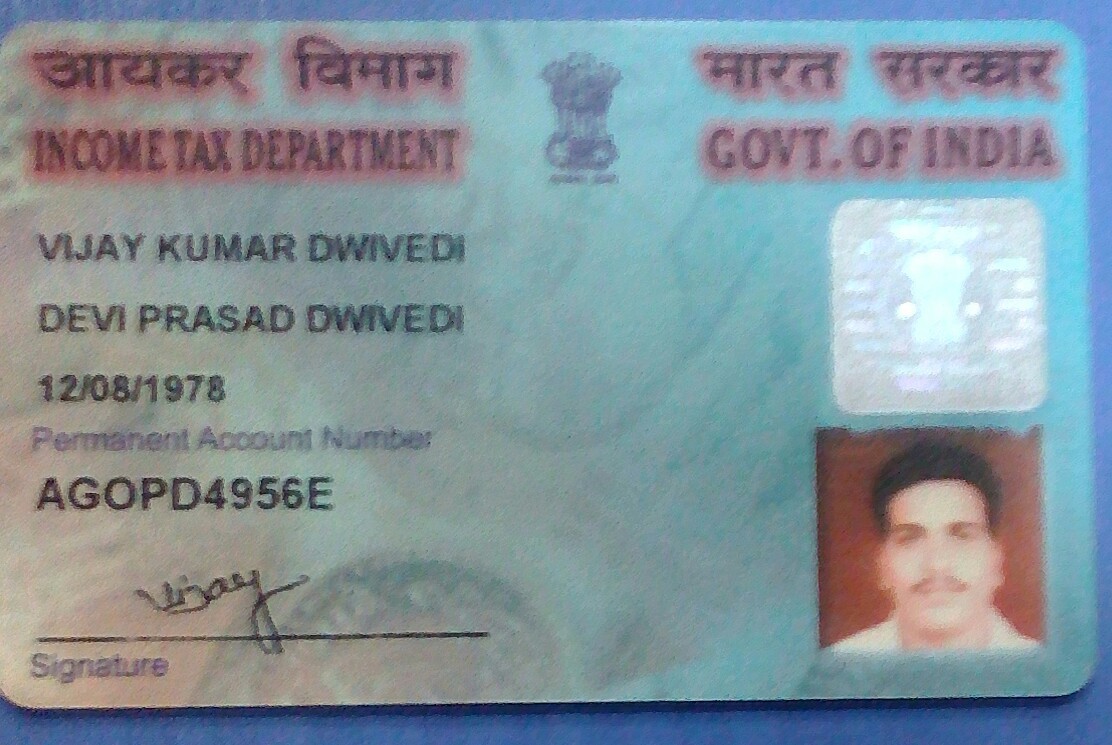 आयकर विभाग
INCOME TAX DEPARTMENT
भारत सरकार
GOVT. OF INDIA
VIJAY KUMAR DWIVEDI
DEVI PRASAD DWIVEDI
12/08/1978
Permanent Account Number
AGOPD4956E
Vijay
Signature